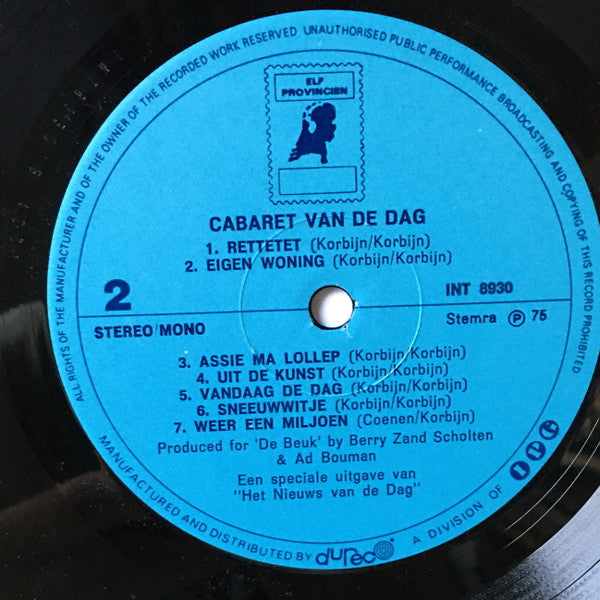 ALL RIGHTS OF THE MANUFACTURER AND OF THE OWNER OF THE RECORDED WORK RESERVED UNAUTHORISED PUBLIC PERFORMANCE BROADCASTING AND COPYING OF THIS RECORD PROHIBITED
ELF
PROVINCIEN
CABARET VAN DE DAG
1. RETTETET (Korbijn/Korbijn)
2. EIGEN WONING (Korbijn/Korbijn)
2
INT 8930
STEREO/MONO
Stemra Ⓟ 75
3. ASSIE MA LOLLEP (Korbijn/Korbijn)
4. UIT DE KUNST (Korbijn/Korbijn)
5. VANDAAG DE DAG (Korbijn/Korbijn)
6. SNEEUWWITJE (Korbijn/Korbijn)
7. WEER EEN MILJOEN (Coenen/Korbijn)
Produced for 'De Beuk' by Berry Zand Scholten
& Ad Bouman
Een speciale uitgave van
"Het Nieuws van de Dag"
MANUFACTURED AND DISTRIBUTED BY dureco A DIVISION OF